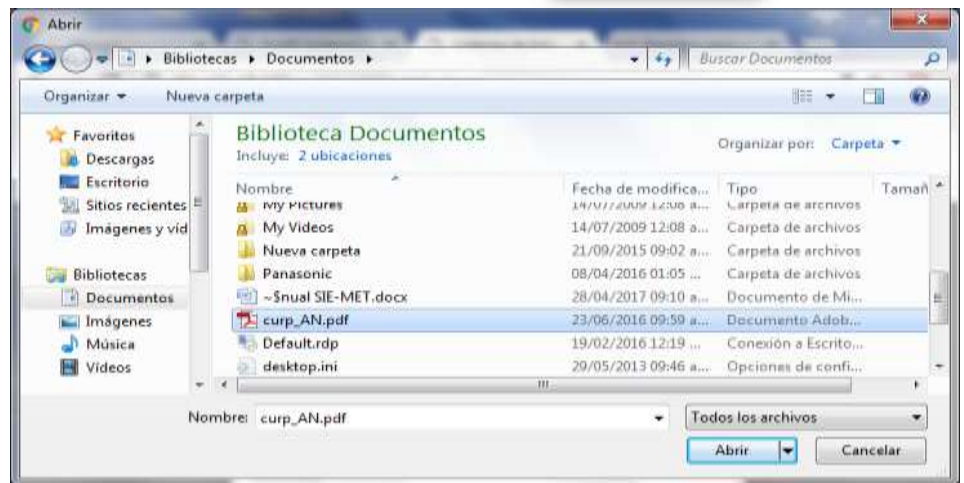 Abrir
Bibliotecas Documentos
Buscar Documentos
Organizar Nueva carpeta
Favoritos
Descargas
Escritorio
Sitios recientes
Imágenes y víd
Bibliotecas
Documentos
Imágenes
Música
Vídeos
Biblioteca Documentos
Incluye: 2 ubicaciones
Organizar por: Carpeta
Nombre Fecha de modifica... Tipo Tamañ
My Pictures 14/07/2009 12:08 a... Carpeta de archivos
My Videos 14/07/2009 12:08 a... Carpeta de archivos
Nueva carpeta 21/09/2015 09:02 a... Carpeta de archivos
Panasonic 08/04/2016 01:05 ... Carpeta de archivos
~$nual SIE-MET.docx 28/04/2017 09:10 a... Documento de Mi...
curp_AN.pdf 23/06/2016 09:59 a... Documento Adob...
Default.rdp 19/02/2016 12:19 ... Conexión a Escrito...
desktop.ini 29/05/2013 09:46 a... Opciones de confi...
Nombre: curp_AN.pdf Todos los archivos
Abrir Cancelar